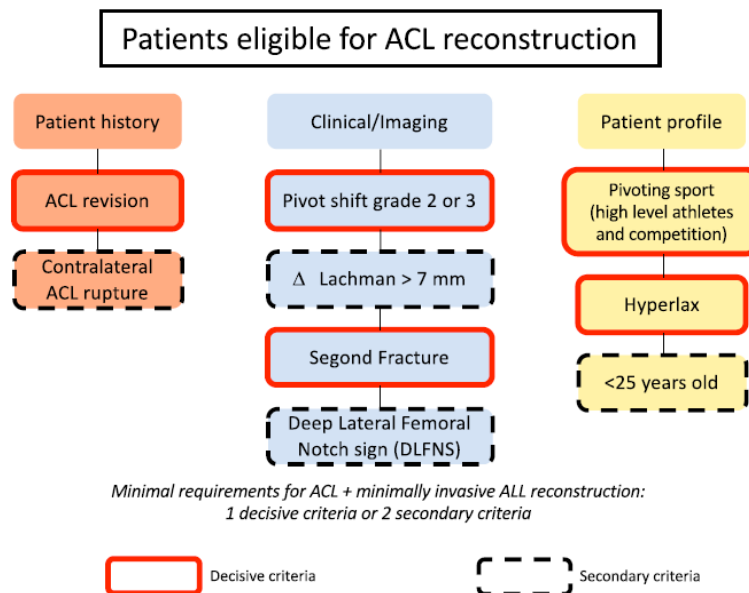 Patients eligible for ACL reconstruction
Patient history
Clinical/Imaging
Patient profile
ACL revision
Pivot shift grade 2 or 3
Pivoting sport
(high level athletes
and competition)
Contralateral
ACL rupture
Δ Lachman > 7 mm
Hyperlax
Segond Fracture
<25 years old
Deep Lateral Femoral
Notch sign (DLFNS)
Minimal requirements for ACL + minimally invasive ALL reconstruction:
1 decisive criteria or 2 secondary criteria
Decisive criteria
Secondary criteria